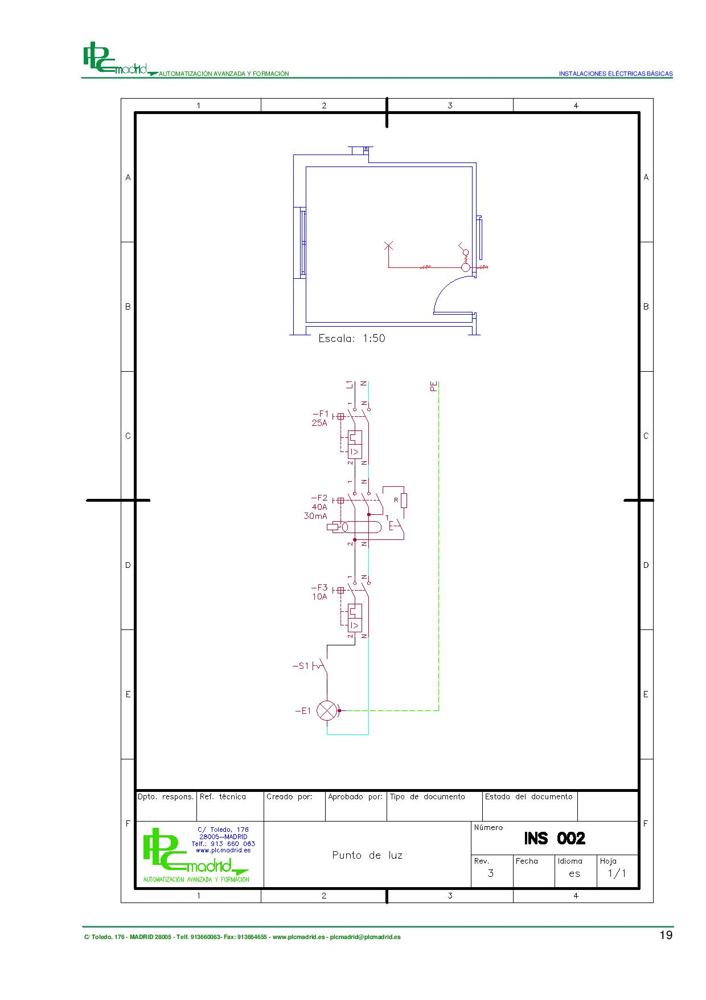 PLC madrid AUTOMATIZACIÓN AVANZADA Y FORMACIÓN
INSTALACIONES ELÉCTRICAS BÁSICAS
1 2 3 4
A A
B B
Escala: 1:50
L1 N PE
1 N
-F1
25A
C C
2 N
1 N
-F2
40A
30mA
R
T
2 N
D D
1 N
-F3
10A
2 N
-S1
E E
-E1
Dpto. respons. Ref. técnica Creado por: Aprobado por: Tipo de documento Estado del documento
F F
C/ Toledo, 176
28005-MADRID
Telf.: 913 660 063
www.plcmadrid.es
PLC madrid
AUTOMATIZACIÓN AVANZADA Y FORMACIÓN
Punto de luz
Número
INS 002
Rev. Fecha Idioma Hoja
3 es 1/1
1 2 3 4
C/ Toledo, 176 - MADRID 28005 - Telf. 913660063- Fax: 913664655 - www.plcmadrid.es - plcmadrid@plcmadrid.es
19